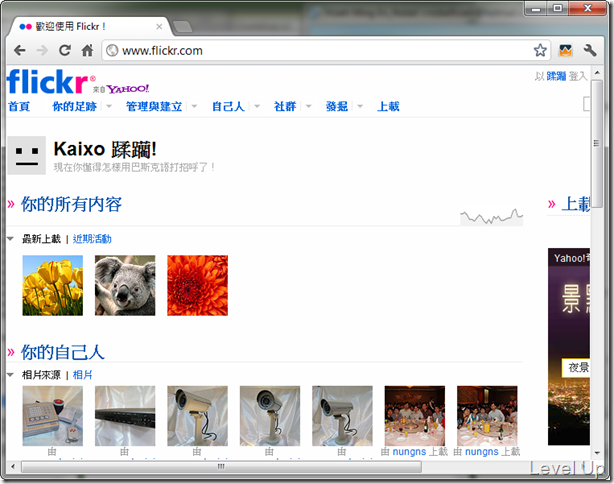 歡迎使用 Flickr！
www.flickr.com
flickr® 來自 YAHOO!
以 蹂躪 登入
首頁 你的足跡 管理與建立 自己人 社群 發掘 上載
Kaixo 蹂躪!
現在你懂得怎樣用巴斯克語打招呼了！
» 你的所有內容
» 上載
最新上載 | 近期活動
Yahoo!
景
夜景
» 你的自己人
相片來源 | 相片
由 由 由 由 由 由 nungns 上載 由 nungns 上載
Level Up